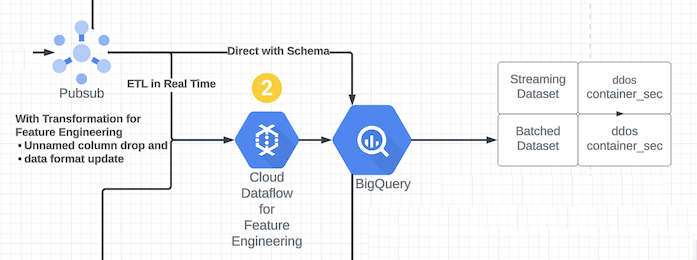 Direct with Schema
Pubsub
ETL in Real Time
2
With Transformation for
Feature Engineering
• Unnamed column drop and
• data format update
Cloud
Dataflow
for
Feature
Engineering
BigQuery
Streaming
Dataset
ddos
container_sec
Batched
Dataset
ddos
container_sec